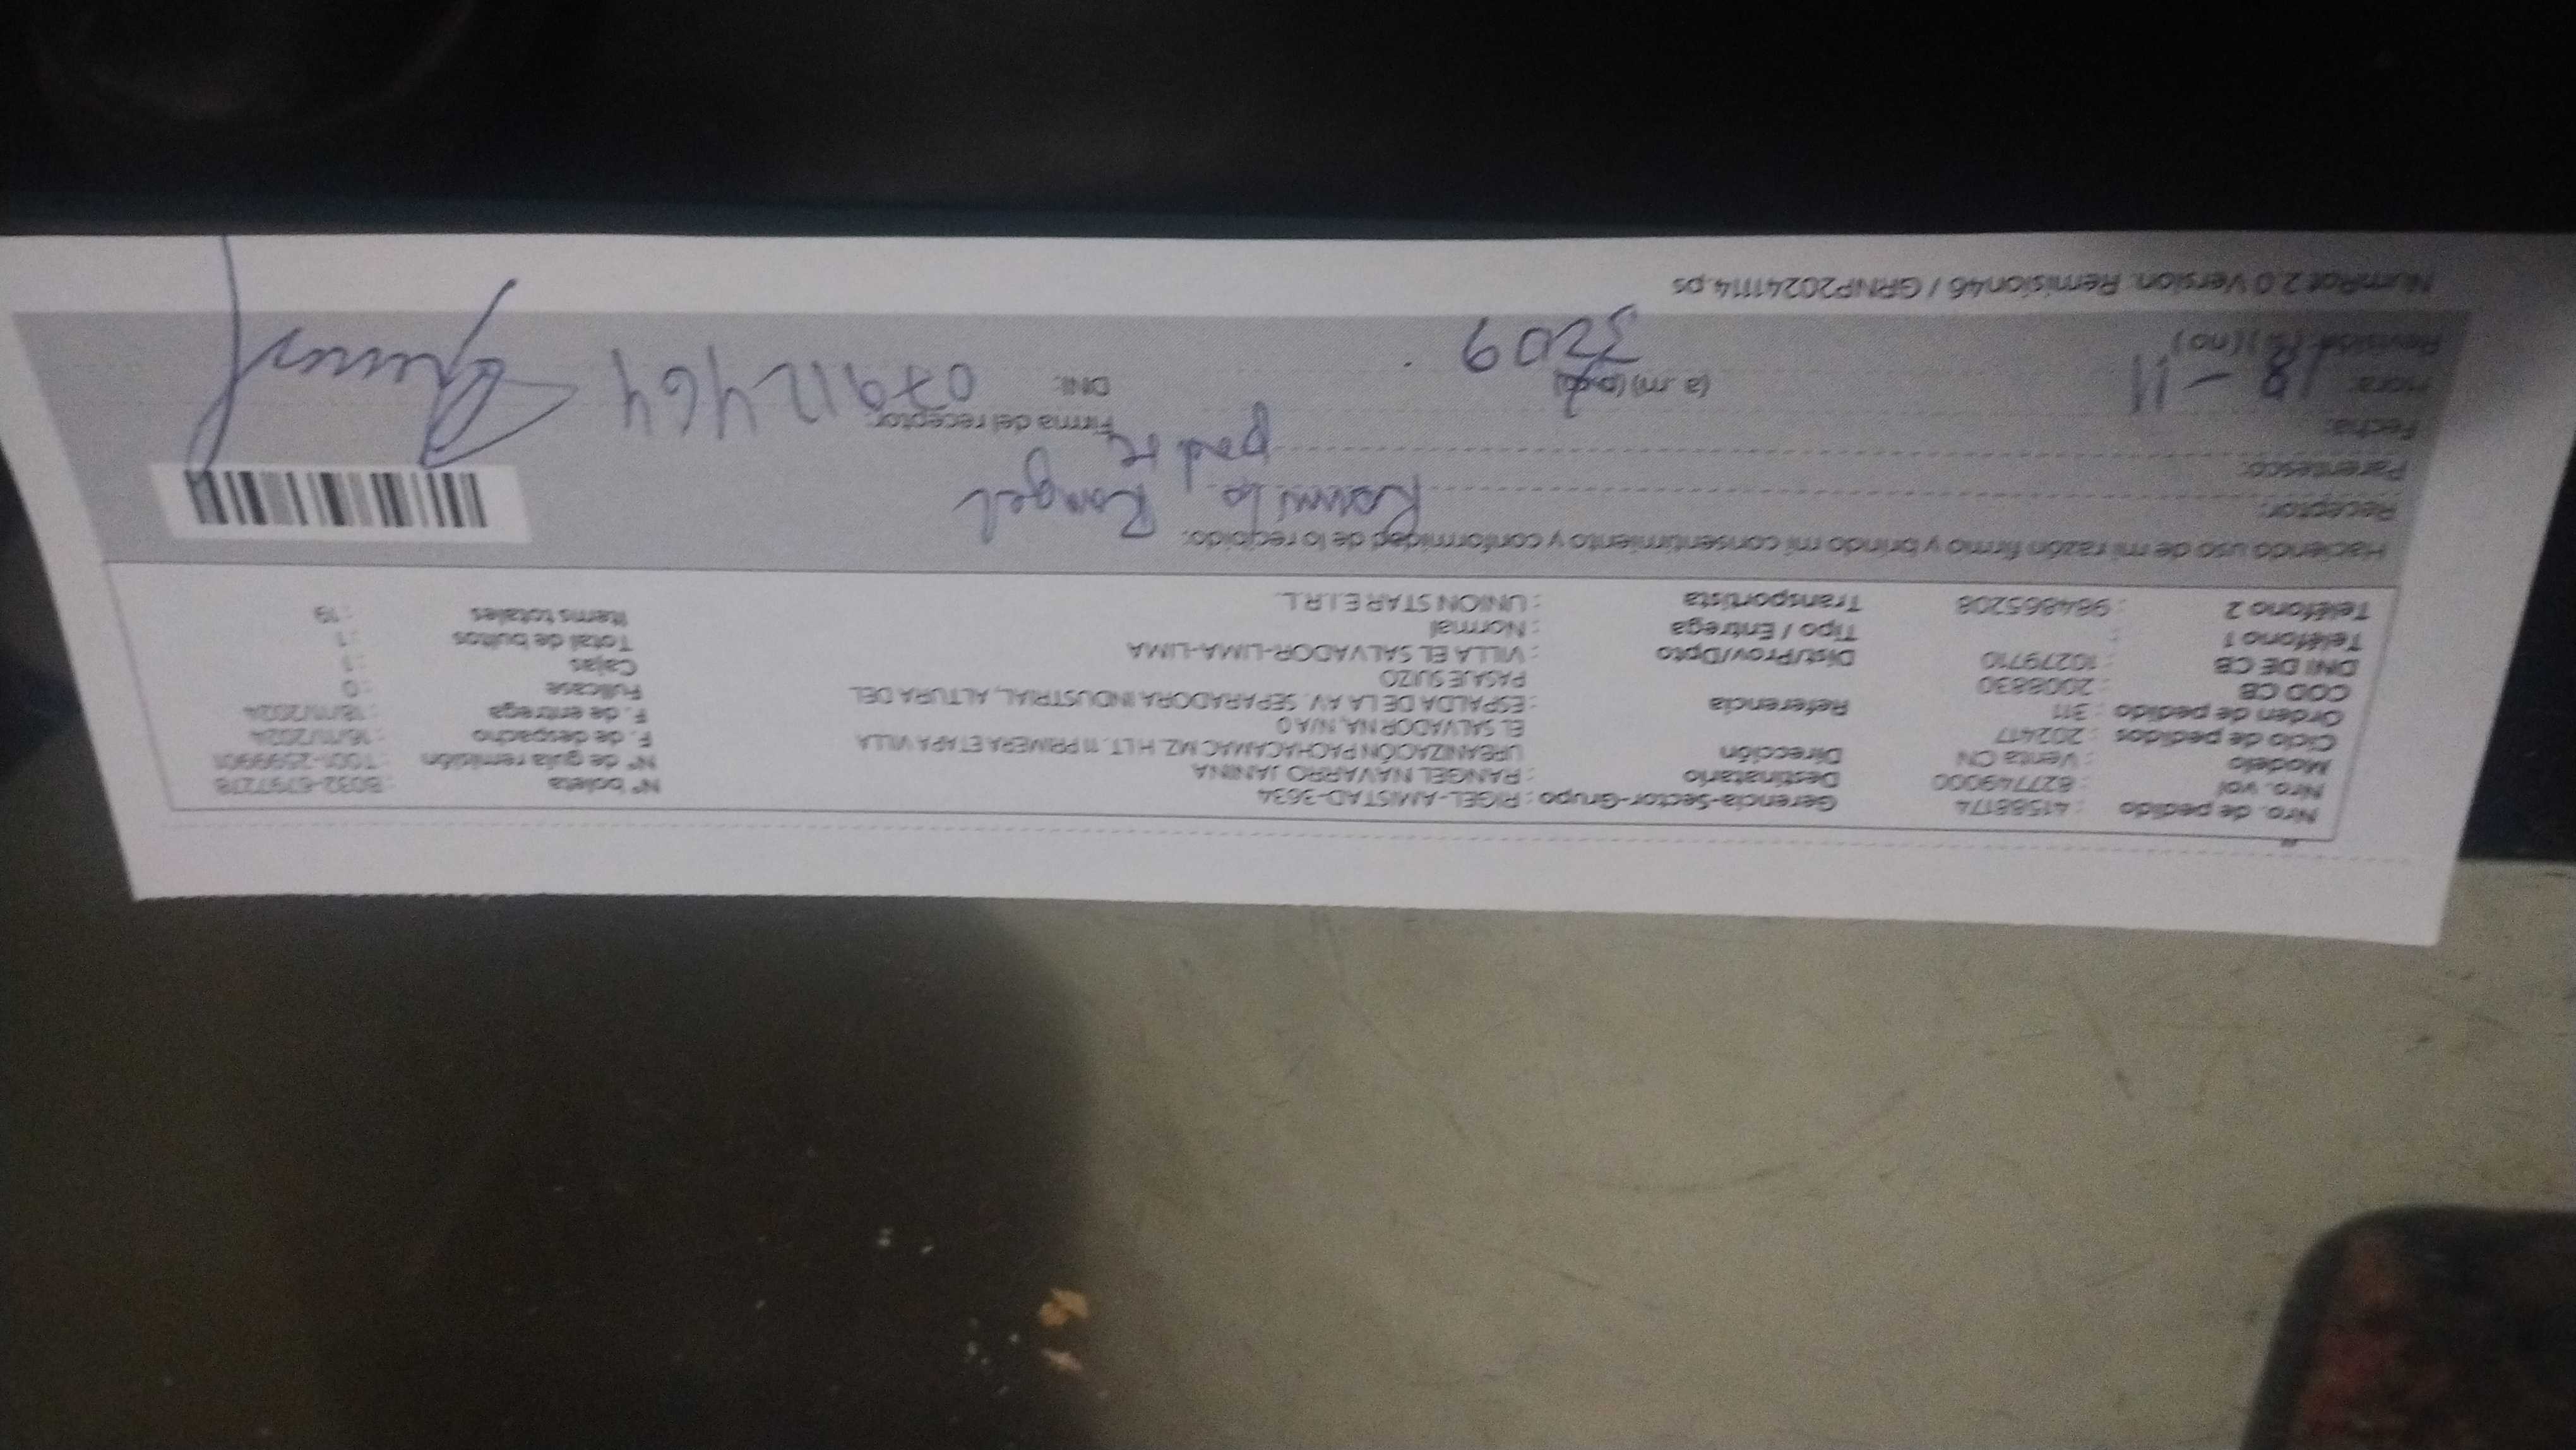 Nro. de pedido : 41588174 Gerencia-Sector-Grupo : RIGEL-AMISTAD-3634 N° boleta : B032-6797278
Nro. vol : 827749000 Destinatario : RANGEL NAVARRO JANINA N° de guía remisión : T001-2599901
Modelo : Venta CN Dirección URBANIZACIÓN PACHACAMAC MZ. H LT. 11 PRIMERA ETAPA VILLA F. de despacho : 16/11/2024
Ciclo de pedidos : 202417 EL SALVADOR NA, N/A 0 F. de entrega : 18/11/2024
Orden de pedido : 311 Referencia : ESPALDA DE LA AV. SEPARADORA INDUSTRIAL, ALTURA DEL Fullcase : 0
COD CB : 2008830 PASAJE SUIZO Cajas : 1
DNI DE CB : 10279710 Dist/Prov/Dpto : VILLA EL SALVADOR-LIMA-LIMA Total de bultos : 1
Teléfono 1 : Tipo / Entrega : Normal Items totales : 19
Teléfono 2 : 984865208 Transportista : UNION STAR E.I.R.L.
Haciendo uso de mi razón firmo y brindo mi consentimiento y conformidad de lo recibido:
Receptor: Romulo Rangel
Parentesco: padre
Fecha: Firma del receptor:
Hora: 18-11 (a .m) (p.m) DNI: 07912464
Revisión (si) (no) 3209
NumRot 2.0 Version. Remision46 / GRNP20241114.ps